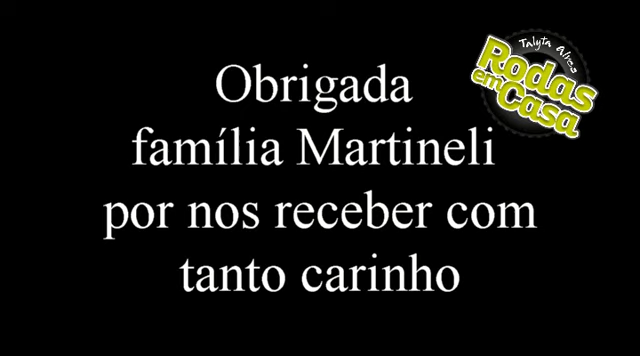 Talyta Alves
Rodas
em Casa
Obrigada
família Martineli
por nos receber com
tanto carinho